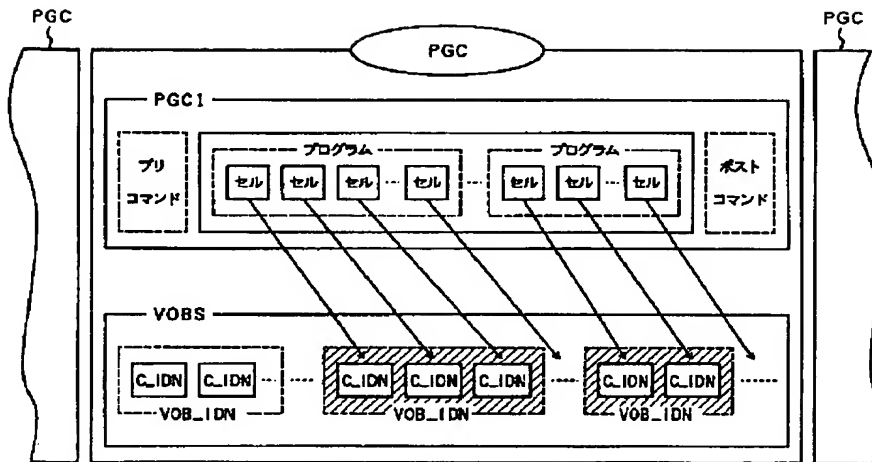 PGC PGC
PGC
PGCI
プリ
コマンド
プログラム プログラム
セル セル セル … セル … セル セル … セル
ポスト
コマンド
VOBS
C_IDN C_IDN …… C_IDN C_IDN C_IDN …… C_IDN C_IDN ……
VOB_IDN VOB_IDN VOB_IDN